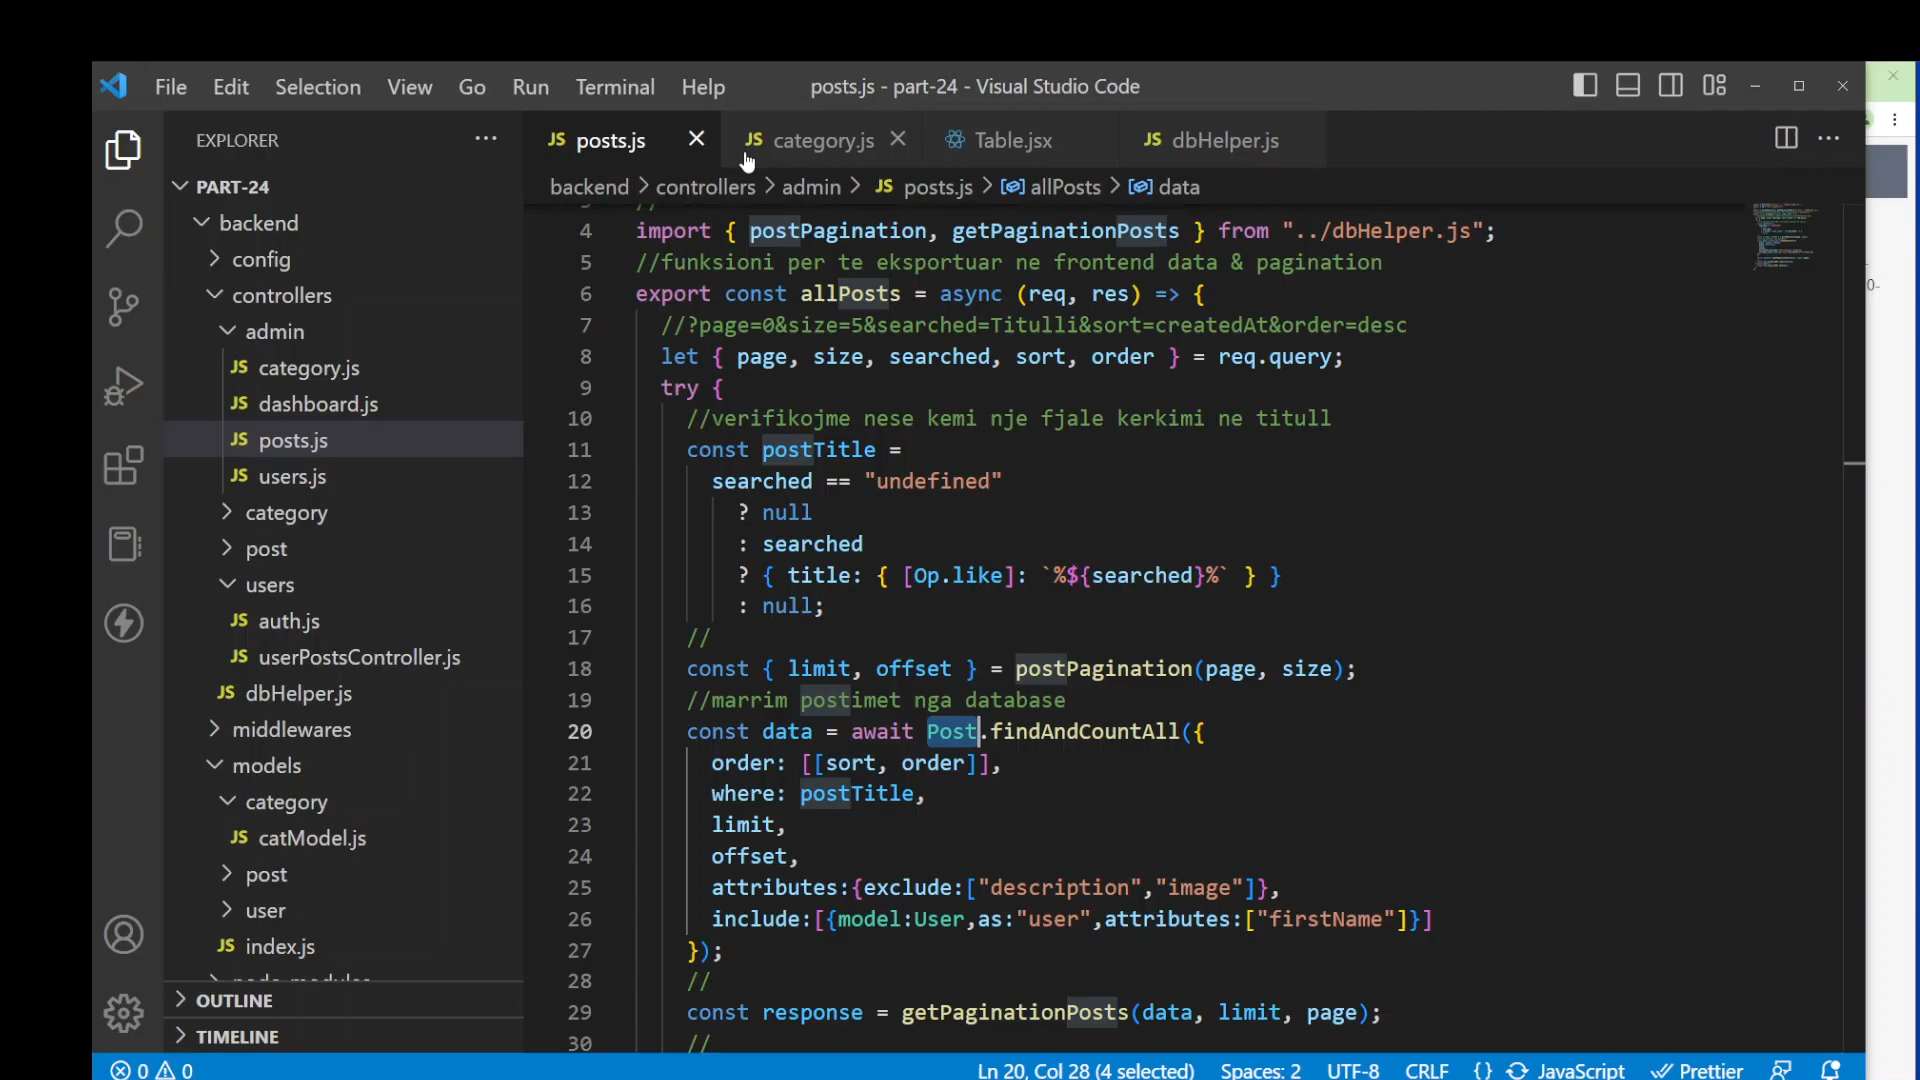 File Edit Selection View Go Run Terminal Help posts.js - part-24 - Visual Studio Code
EXPLORER
PART-24
backend
config
controllers
admin
JS category.js
JS dashboard.js
JS posts.js
JS users.js
category
post
users
JS auth.js
JS userPostsController.js
JS dbHelper.js
middlewares
models
category
JS catModel.js
post
user
JS index.js
OUTLINE
TIMELINE
JS posts.js JS category.js Table.jsx JS dbHelper.js
backend > controllers > admin > JS posts.js > allPosts > data
4 import { postPagination, getPaginationPosts } from "../dbHelper.js";
5 //funksioni per te eksportuar ne frontend data & pagination
6 export const allPosts = async (req, res) => {
7 //?page=0&size=5&searched=Titulli&sort=createdAt&order=desc
8 let { page, size, searched, sort, order } = req.query;
9 try {
10 //verifikojme nese kemi nje fjale kerkimi ne titull
11 const postTitle =
12 searched == "undefined"
13 ? null
14 : searched
15 ? { title: { [Op.like]: `%${searched}%` } }
16 : null;
17 //
18 const { limit, offset } = postPagination(page, size);
19 //marrim postimet nga database
20 const data = await Post.findAndCountAll({
21 order: [[sort, order]],
22 where: postTitle,
23 limit,
24 offset,
25 attributes:{exclude:["description","image"]},
26 include:[{model:User,as:"user",attributes:["firstName"]}]
27 });
28 //
29 const response = getPaginationPosts(data, limit, page);
30 //
0 0 Ln 20, Col 28 (4 selected) Spaces: 2 UTF-8 CRLF {} JavaScript Prettier